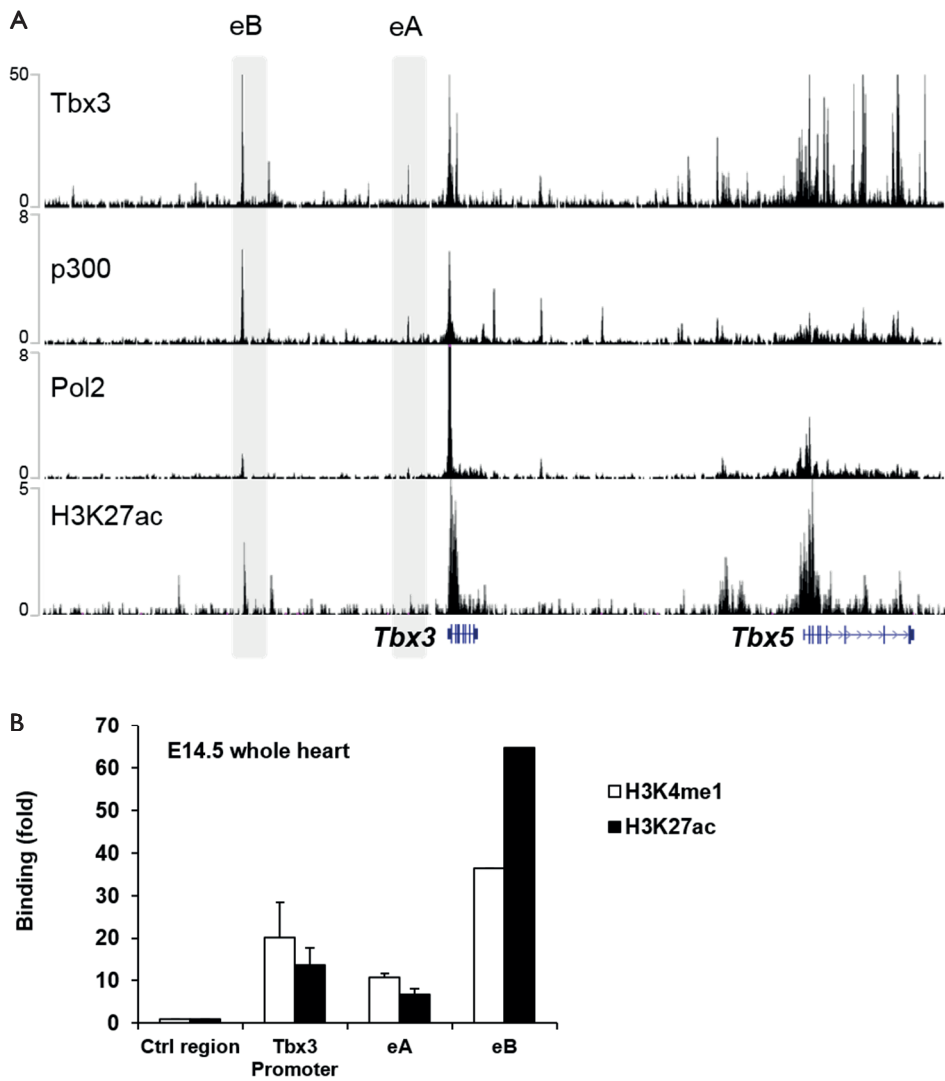 A
eB
eA
50
Tbx3
0
8
p300
0
8
Pol2
0
5
H3K27ac
0
Tbx3
Tbx5
B
70
60
50
40
30
20
10
0
Binding (fold)
E14.5 whole heart
H3K4me1
H3K27ac
Ctrl region
Tbx3
Promoter
eA
eB